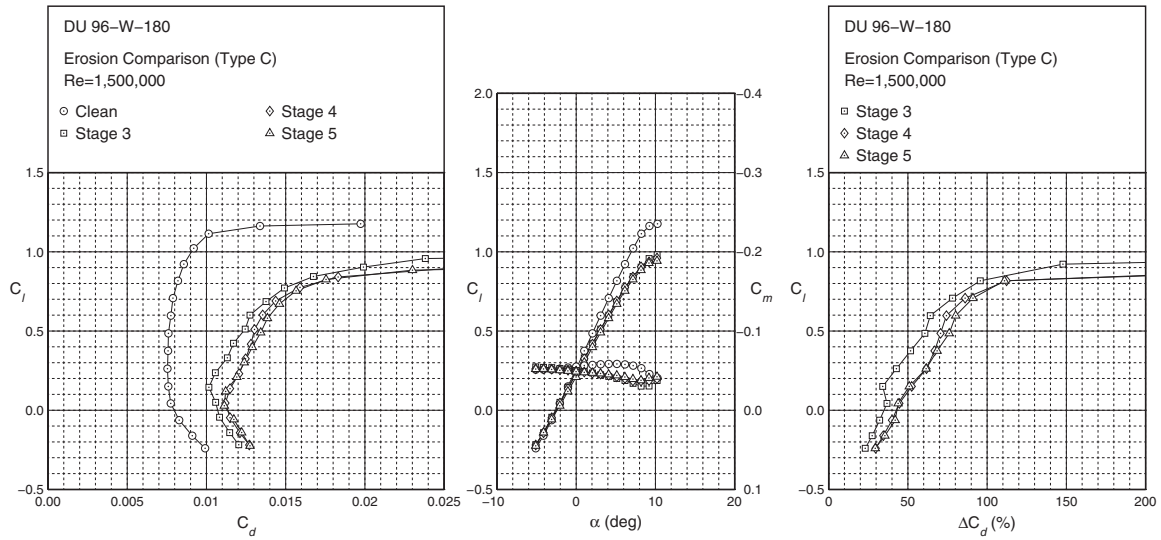 DU 96−W−180
Erosion Comparison (Type C)
Re=1,500,000
Clean
Stage 3
Stage 4
Stage 5
1.5
1.0
0.5
0.0
−0.5
C_l
0.00
0.005
0.01
0.015
0.02
0.025
C_d
2.0
1.5
1.0
0.5
0.0
−0.5
C_l
−10
0
10
20
α (deg)
−0.4
−0.3
−0.2
−0.1
0.0
0.1
C_m
DU 96−W−180
Erosion Comparison (Type C)
Re=1,500,000
Stage 3
Stage 4
Stage 5
1.5
1.0
0.5
0.0
−0.5
C_l
0
50
100
150
200
ΔC_d (%)